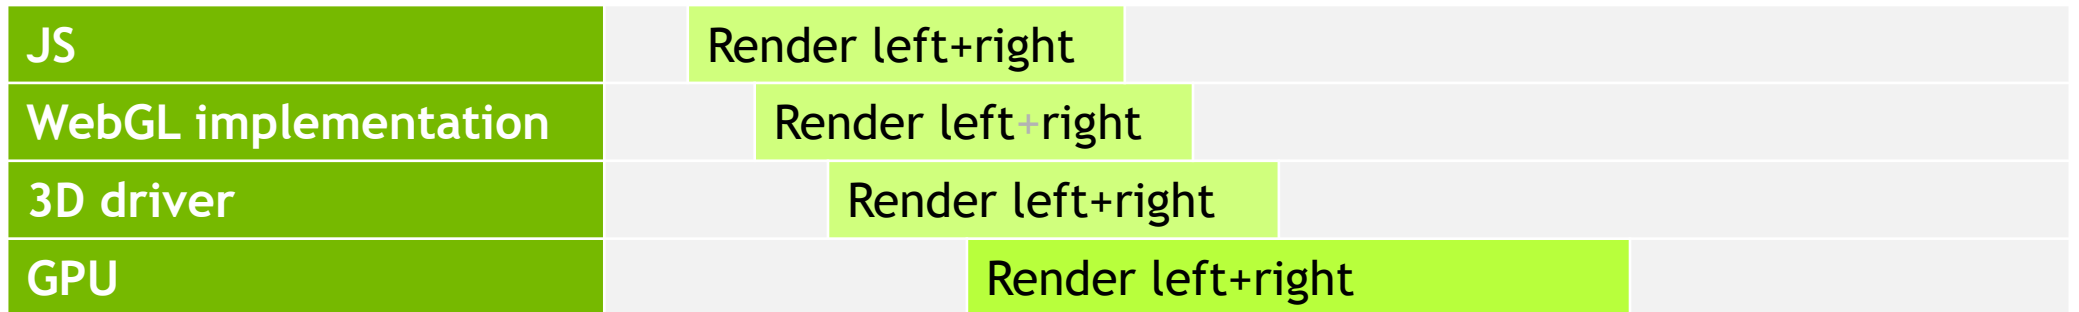 JS Render left+right
WebGL implementation Render left+right
3D driver Render left+right
GPU Render left+right